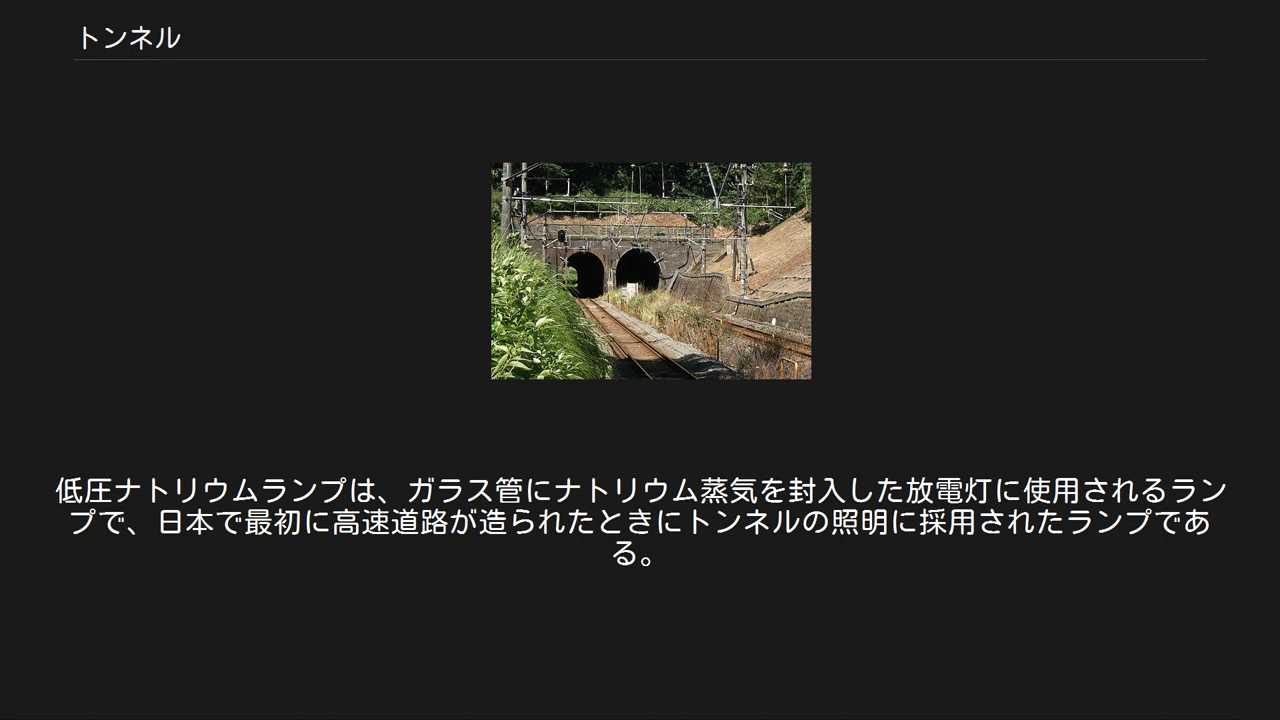 トンネル
低圧ナトリウムランプは、ガラス管にナトリウム蒸気を封入した放電灯に使用されるラン
プで、日本で最初に高速道路が造られたときにトンネルの照明に採用されたランプであ
る。